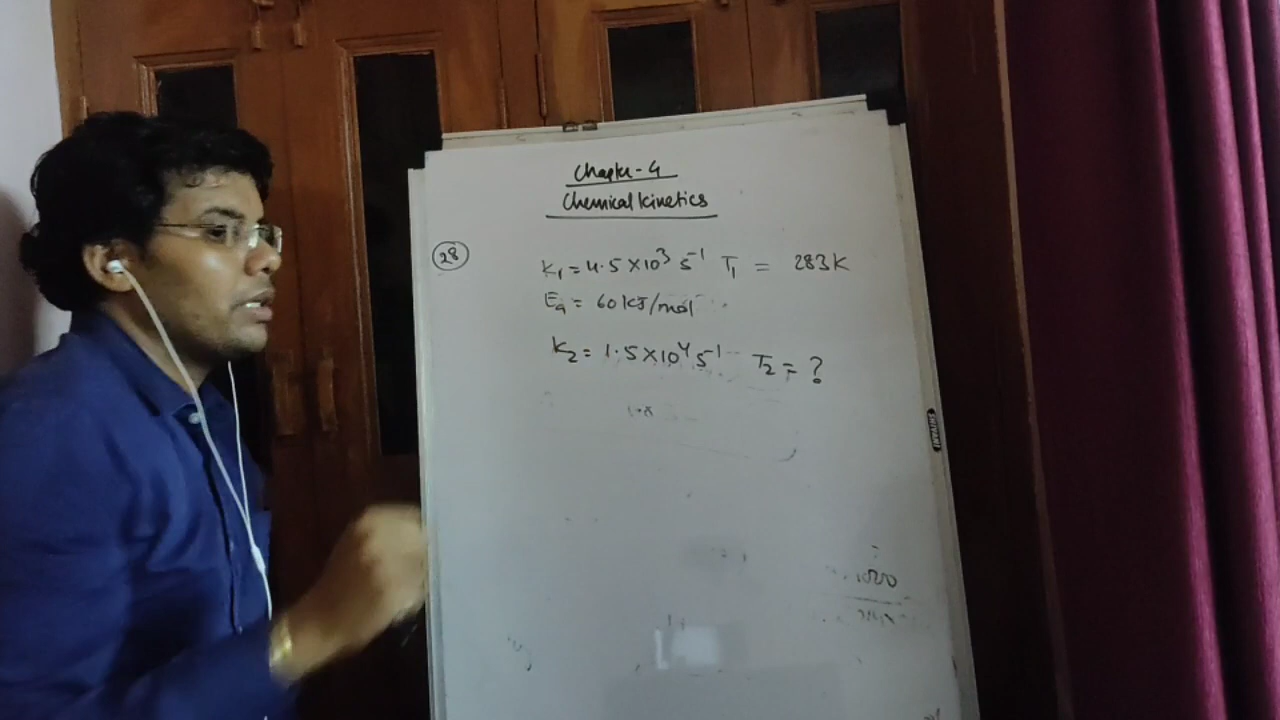 Chapter-4
Chemical Kinetics
28
K₁ = 4.5 × 10³ s⁻¹ T₁ = 283K
Ea = 60 kJ/mol
K₂ = 1.5 × 10⁴ s⁻¹ T₂ = ?